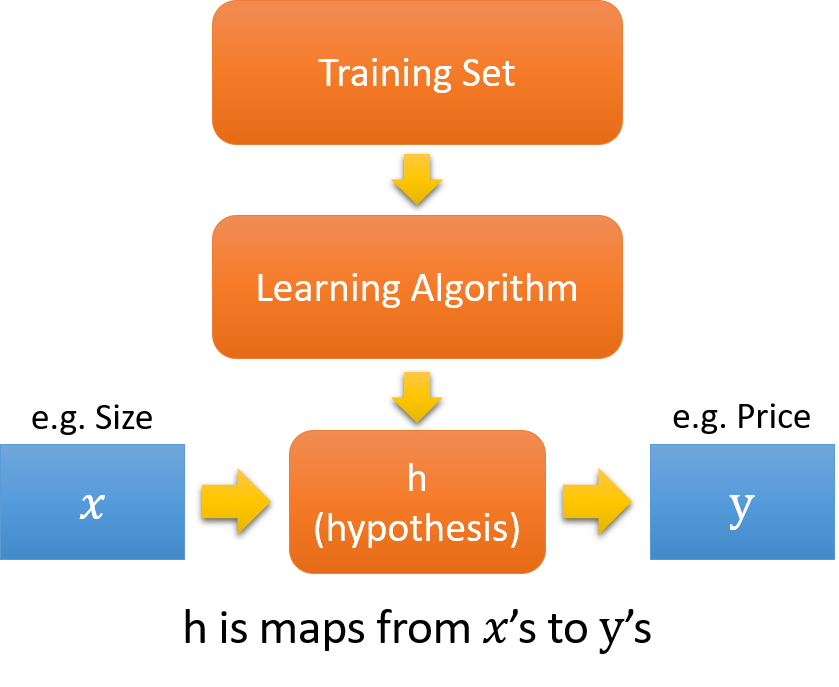 Training Set
Learning Algorithm
e.g. Size
e.g. Price
x
h
(hypothesis)
y
h is maps from x's to y's